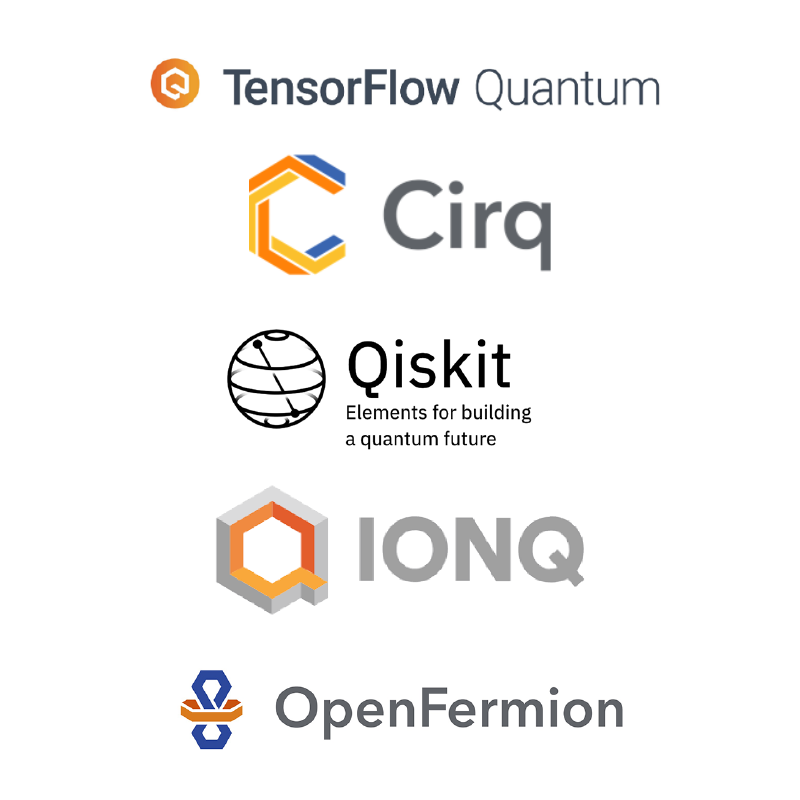 TensorFlow Quantum
Cirq
Qiskit
Elements for building
a quantum future
IONQ
OpenFermion